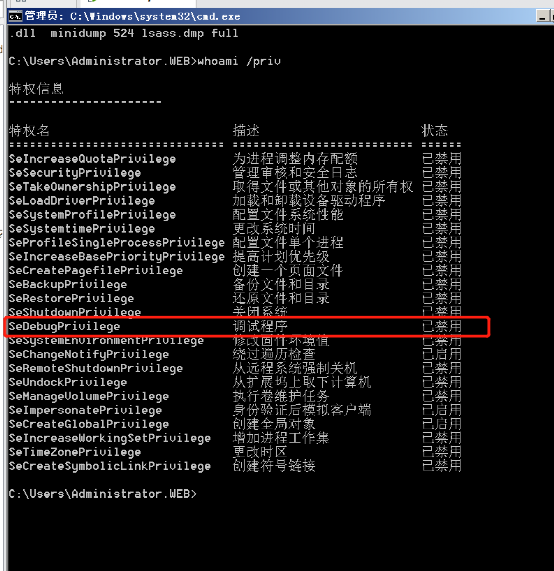 管理员: C:\Windows\system32\cmd.exe
.dll  minidump 524 lsass.dmp full
C:\Users\Administrator.WEB>whoami /priv
特权信息
----------------------
特权名                          描述                       状态
=============================== ========================== ======
SeIncreaseQuotaPrivilege        为进程调整内存配额         已禁用
SeSecurityPrivilege             管理审核和安全日志         已禁用
SeTakeOwnershipPrivilege        取得文件或其他对象的所有权 已禁用
SeLoadDriverPrivilege           加载和卸载设备驱动程序     已禁用
SeSystemProfilePrivilege        配置文件系统性能           已禁用
SeSystemtimePrivilege           更改系统时间               已禁用
SeProfileSingleProcessPrivilege 配置文件单个进程           已禁用
SeIncreaseBasePriorityPrivilege 提高计划优先级             已禁用
SeCreatePagefilePrivilege       创建一个页面文件           已禁用
SeBackupPrivilege               备份文件和目录             已禁用
SeRestorePrivilege              还原文件和目录             已禁用
SeShutdownPrivilege             关闭系统                   已禁用
SeDebugPrivilege                调试程序                   已禁用
SeSystemEnvironmentPrivilege    修改固件环境值             已禁用
SeChangeNotifyPrivilege         绕过遍历检查               已启用
SeRemoteShutdownPrivilege       从远程系统强制关机         已禁用
SeUndockPrivilege               从扩展坞上取下计算机       已禁用
SeManageVolumePrivilege         执行卷维护任务             已禁用
SeImpersonatePrivilege          身份验证后模拟客户端       已启用
SeCreateGlobalPrivilege         创建全局对象               已启用
SeIncreaseWorkingSetPrivilege   增加进程工作集             已禁用
SeTimeZonePrivilege             更改时区                   已禁用
SeCreateSymbolicLinkPrivilege   创建符号链接               已禁用
C:\Users\Administrator.WEB>